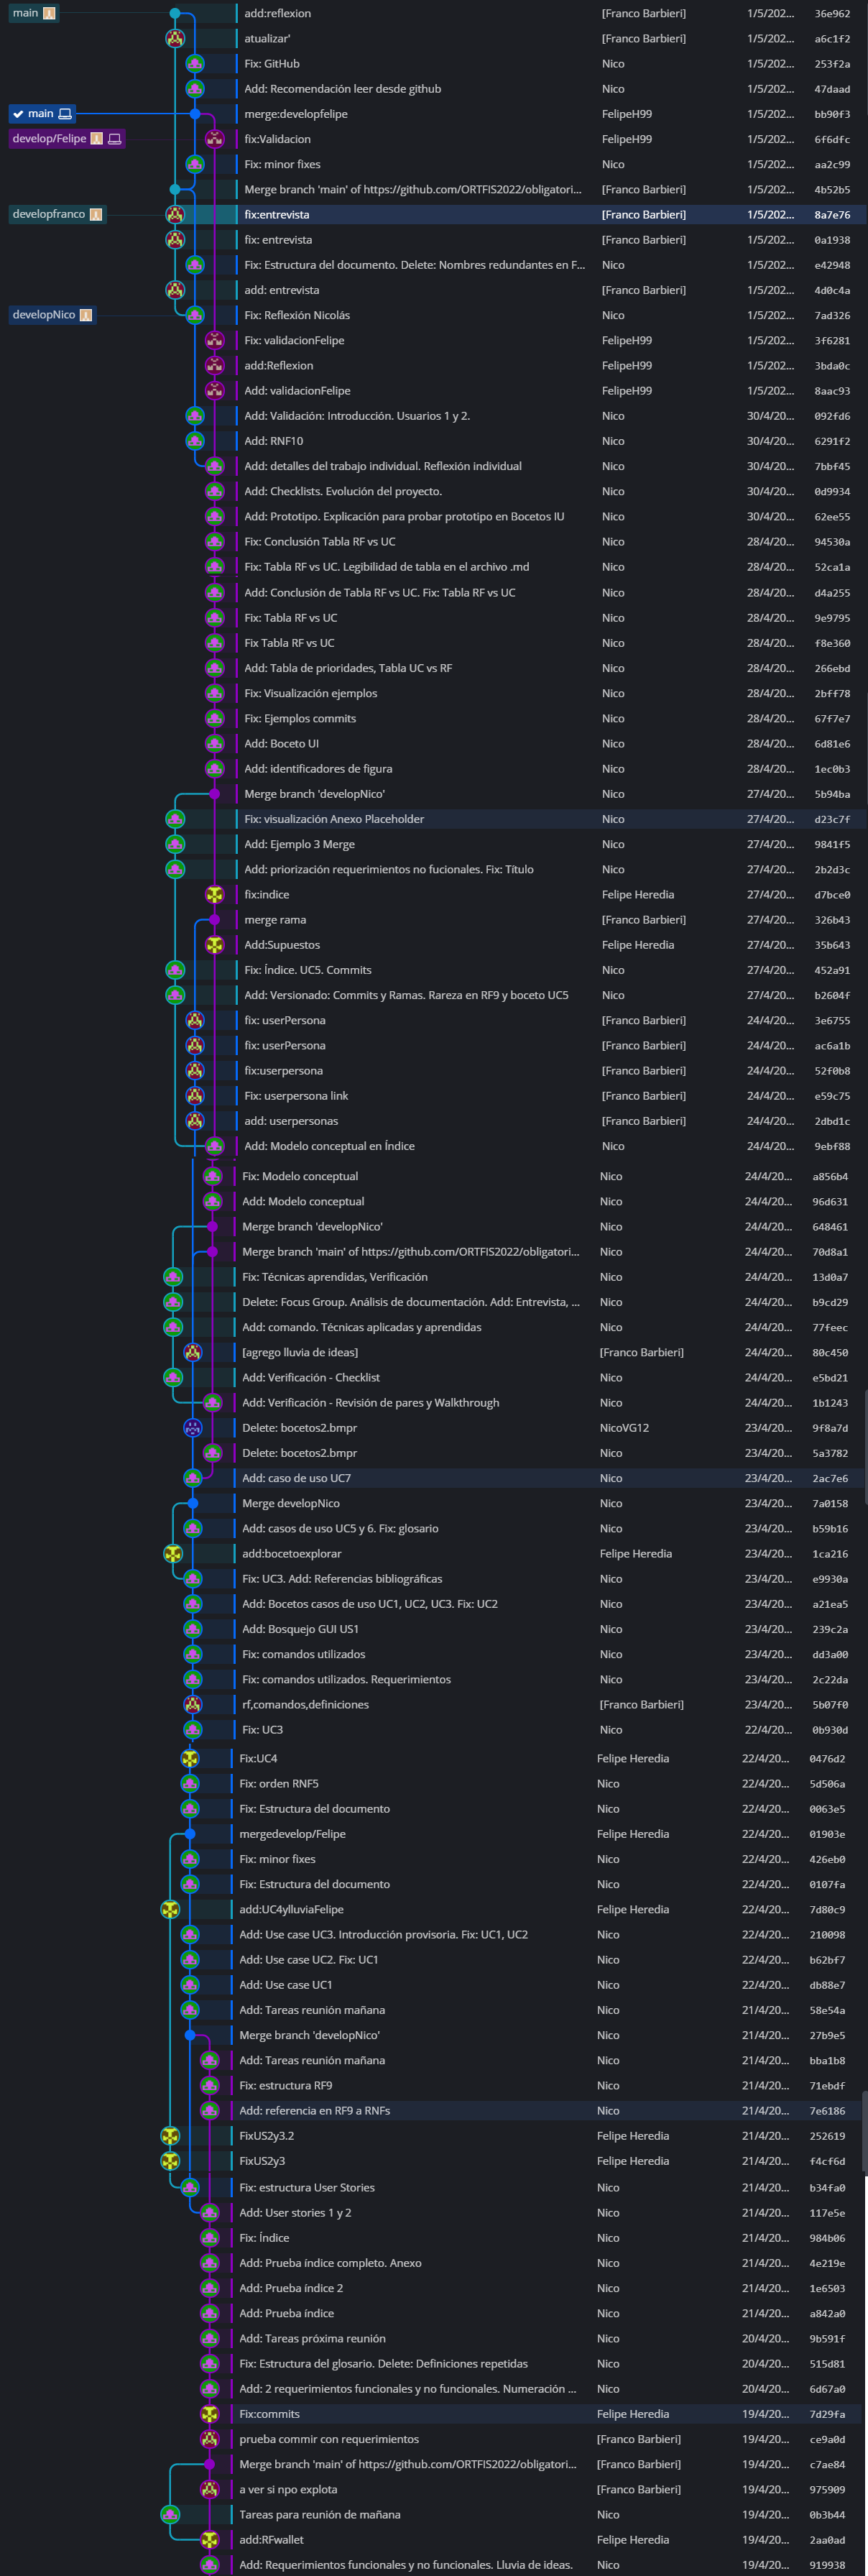 main add:reflexion [Franco Barbieri] 1/5/202... 36e962
atualizar' [Franco Barbieri] 1/5/202... a6c1f2
Fix: GitHub Nico 1/5/202... 253f2a
Add: Recomendación leer desde github Nico 1/5/202... 47daad
main merge:developfelipe FelipeH99 1/5/202... bb90f3
develop/Felipe fix:Validacion FelipeH99 1/5/202... 6f6dfc
Fix: minor fixes Nico 1/5/202... aa2c99
Merge branch 'main' of https://github.com/ORTFIS2022/obligatori... [Franco Barbieri] 1/5/202... 4b52b5
developfranco fix:entrevista [Franco Barbieri] 1/5/202... 8a7e76
fix: entrevista [Franco Barbieri] 1/5/202... 0a1938
Fix: Estructura del documento. Delete: Nombres redundantes en F... Nico 1/5/202... e42948
add: entrevista [Franco Barbieri] 1/5/202... 4d0c4a
developNico Fix: Reflexión Nicolás Nico 1/5/202... 7ad326
Fix: validacionFelipe FelipeH99 1/5/202... 3f6281
add:Reflexion FelipeH99 1/5/202... 3bda0c
Add: validacionFelipe FelipeH99 1/5/202... 8aac93
Add: Validación: Introducción. Usuarios 1 y 2. Nico 30/4/20... 092fd6
Add: RNF10 Nico 30/4/20... 6291f2
Add: detalles del trabajo individual. Reflexión individual Nico 30/4/20... 7bbf45
Add: Checklists. Evolución del proyecto. Nico 30/4/20... 0d9934
Add: Prototipo. Explicación para probar prototipo en Bocetos IU Nico 30/4/20... 62ee55
Fix: Conclusión Tabla RF vs UC Nico 28/4/20... 94530a
Fix: Tabla RF vs UC. Legibilidad de tabla en el archivo .md Nico 28/4/20... 52ca1a
Add: Conclusión de Tabla RF vs UC. Fix: Tabla RF vs UC Nico 28/4/20... d4a255
Fix: Tabla RF vs UC Nico 28/4/20... 9e9795
Fix Tabla RF vs UC Nico 28/4/20... f8e360
Add: Tabla de prioridades, Tabla UC vs RF Nico 28/4/20... 266ebd
Fix: Visualización ejemplos Nico 28/4/20... 2bff78
Fix: Ejemplos commits Nico 28/4/20... 67f7e7
Add: Boceto UI Nico 28/4/20... 6d81e6
Add: identificadores de figura Nico 28/4/20... 1ec0b3
Merge branch 'developNico' Nico 27/4/20... 5b94ba
Fix: visualización Anexo Placeholder Nico 27/4/20... d23c7f
Add: Ejemplo 3 Merge Nico 27/4/20... 9841f5
Add: priorización requerimientos no fucionales. Fix: Título Nico 27/4/20... 2b2d3c
fix:indice Felipe Heredia 27/4/20... d7bce0
merge rama [Franco Barbieri] 27/4/20... 326b43
Add:Supuestos Felipe Heredia 27/4/20... 35b643
Fix: Índice. UC5. Commits Nico 27/4/20... 452a91
Add: Versionado: Commits y Ramas. Rareza en RF9 y boceto UC5 Nico 27/4/20... b2604f
fix: userPersona [Franco Barbieri] 24/4/20... 3e6755
fix: userPersona [Franco Barbieri] 24/4/20... ac6a1b
fix:userpersona [Franco Barbieri] 24/4/20... 52f0b8
Fix: userpersona link [Franco Barbieri] 24/4/20... e59c75
add: userpersonas [Franco Barbieri] 24/4/20... 2dbd1c
Add: Modelo conceptual en Índice Nico 24/4/20... 9ebf88
Fix: Modelo conceptual Nico 24/4/20... a856b4
Add: Modelo conceptual Nico 24/4/20... 96d631
Merge branch 'developNico' Nico 24/4/20... 648461
Merge branch 'main' of https://github.com/ORTFIS2022/obligatori... Nico 24/4/20... 70d8a1
Fix: Técnicas aprendidas, Verificación Nico 24/4/20... 13d0a7
Delete: Focus Group. Análisis de documentación. Add: Entrevista, ... Nico 24/4/20... b9cd29
Add: comando. Técnicas aplicadas y aprendidas Nico 24/4/20... 77feec
[agrego lluvia de ideas] [Franco Barbieri] 24/4/20... 80c450
Add: Verificación - Checklist Nico 24/4/20... e5bd21
Add: Verificación - Revisión de pares y Walkthrough Nico 24/4/20... 1b1243
Delete: bocetos2.bmpr NicoVG12 23/4/20... 9f8a7d
Delete: bocetos2.bmpr Nico 23/4/20... 5a3782
Add: caso de uso UC7 Nico 23/4/20... 2ac7e6
Merge developNico Nico 23/4/20... 7a0158
Add: casos de uso UC5 y 6. Fix: glosario Nico 23/4/20... b59b16
add:bocetoexplorar Felipe Heredia 23/4/20... 1ca216
Fix: UC3. Add: Referencias bibliográficas Nico 23/4/20... e9930a
Add: Bocetos casos de uso UC1, UC2, UC3. Fix: UC2 Nico 23/4/20... a21ea5
Add: Bosquejo GUI US1 Nico 23/4/20... 239c2a
Fix: comandos utilizados Nico 23/4/20... dd3a00
Fix: comandos utilizados. Requerimientos Nico 23/4/20... 2c22da
rf,comandos,definiciones [Franco Barbieri] 23/4/20... 5b07f0
Fix: UC3 Nico 22/4/20... 0b930d
Fix:UC4 Felipe Heredia 22/4/20... 0476d2
Fix: orden RNF5 Nico 22/4/20... 5d506a
Fix: Estructura del documento Nico 22/4/20... 0063e5
mergedevelop/Felipe Felipe Heredia 22/4/20... 01903e
Fix: minor fixes Nico 22/4/20... 426eb0
Fix: Estructura del documento Nico 22/4/20... 0107fa
add:UC4ylluviaFelipe Felipe Heredia 22/4/20... 7d80c9
Add: Use case UC3. Introducción provisoria. Fix: UC1, UC2 Nico 22/4/20... 210098
Add: Use case UC2. Fix: UC1 Nico 22/4/20... b62bf7
Add: Use case UC1 Nico 22/4/20... db88e7
Add: Tareas reunión mañana Nico 21/4/20... 58e54a
Merge branch 'developNico' Nico 21/4/20... 27b9e5
Add: Tareas reunión mañana Nico 21/4/20... bba1b8
Fix: estructura RF9 Nico 21/4/20... 71ebdf
Add: referencia en RF9 a RNFs Nico 21/4/20... 7e6186
FixUS2y3.2 Felipe Heredia 21/4/20... 252619
FixUS2y3 Felipe Heredia 21/4/20... f4cf6d
Fix: estructura User Stories Nico 21/4/20... b34fa0
Add: User stories 1 y 2 Nico 21/4/20... 117e5e
Fix: Índice Nico 21/4/20... 984b06
Add: Prueba índice completo. Anexo Nico 21/4/20... 4e219e
Add: Prueba índice 2 Nico 21/4/20... 1e6503
Add: Prueba índice Nico 21/4/20... a842a0
Add: Tareas próxima reunión Nico 20/4/20... 9b591f
Fix: Estructura del glosario. Delete: Definiciones repetidas Nico 20/4/20... 515d81
Add: 2 requerimientos funcionales y no funcionales. Numeración ... Nico 20/4/20... 6d67a0
Fix:commits Felipe Heredia 19/4/20... 7d29fa
prueba commir con requerimientos [Franco Barbieri] 19/4/20... ce9a0d
Merge branch 'main' of https://github.com/ORTFIS2022/obligatori... [Franco Barbieri] 19/4/20... c7ae84
a ver si npo explota [Franco Barbieri] 19/4/20... 975909
Tareas para reunión de mañana Nico 19/4/20... 0b3b44
add:RFwallet Felipe Heredia 19/4/20... 2aa0ad
Add: Requerimientos funcionales y no funcionales. Lluvia de ideas. Nico 19/4/20... 919938